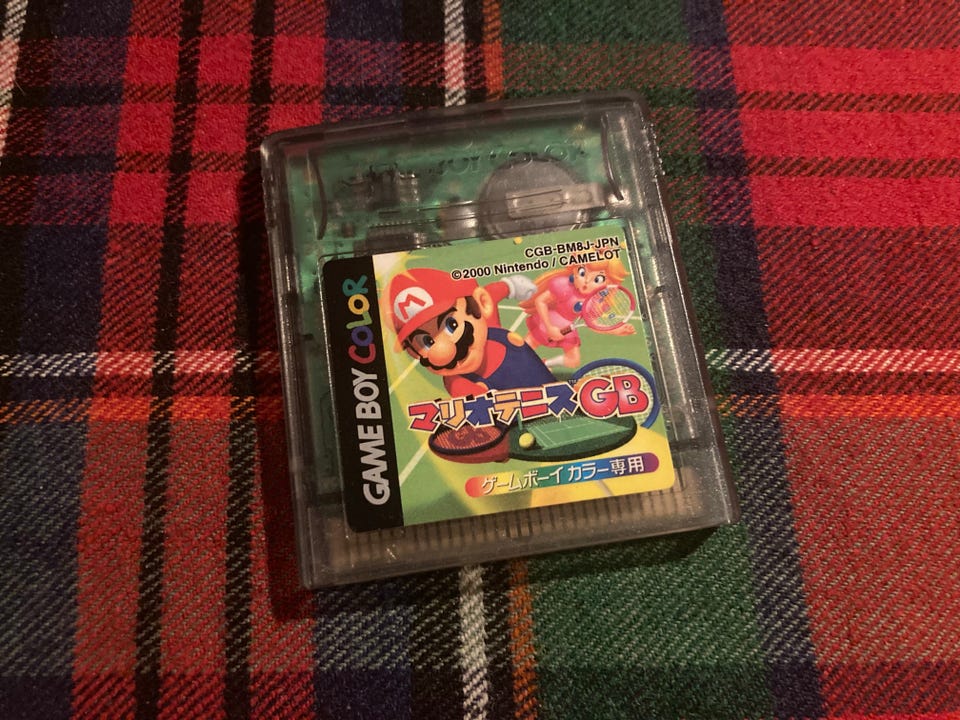 CGB-BM8J-JPN
©2000 Nintendo / CAMELOT
GAME BOY COLOR
M
マリオテニスGB
ゲームボーイ カラー専用